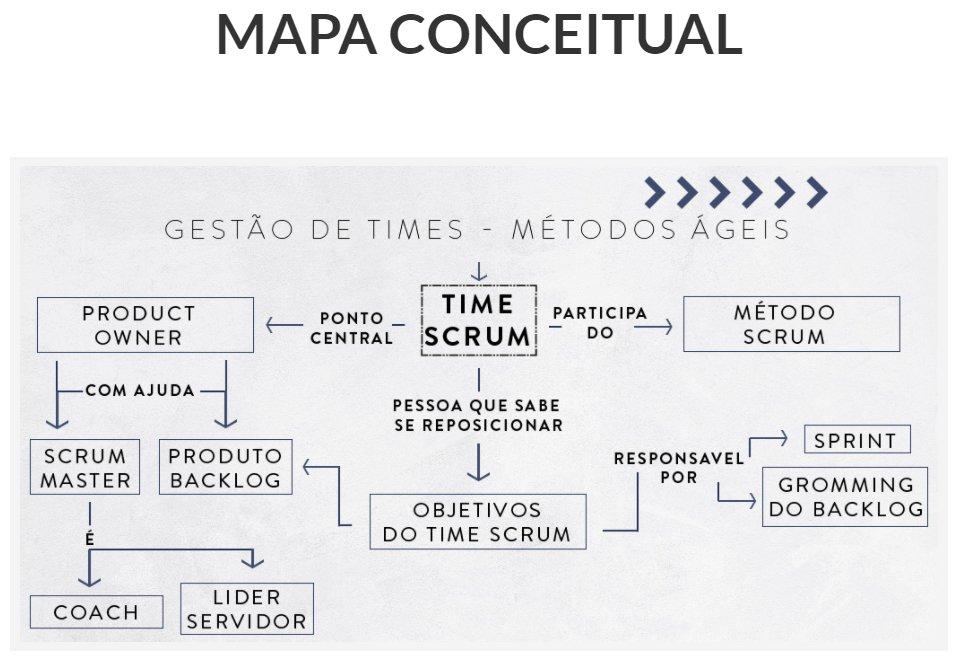 MAPA CONCEITUAL
GESTÃO DE TIMES - MÉTODOS ÁGEIS
PRODUCT
OWNER
PONTO
CENTRAL
TIME
SCRUM
PARTICIPA
DO
MÉTODO
SCRUM
COM AJUDA
PESSOA QUE SABE
SE REPOSICIONAR
SCRUM
MASTER
PRODUTO
BACKLOG
OBJETIVOS
DO TIME SCRUM
RESPONSAVEL
POR
SPRINT
GROMMING
DO BACKLOG
É
COACH
LIDER
SERVIDOR